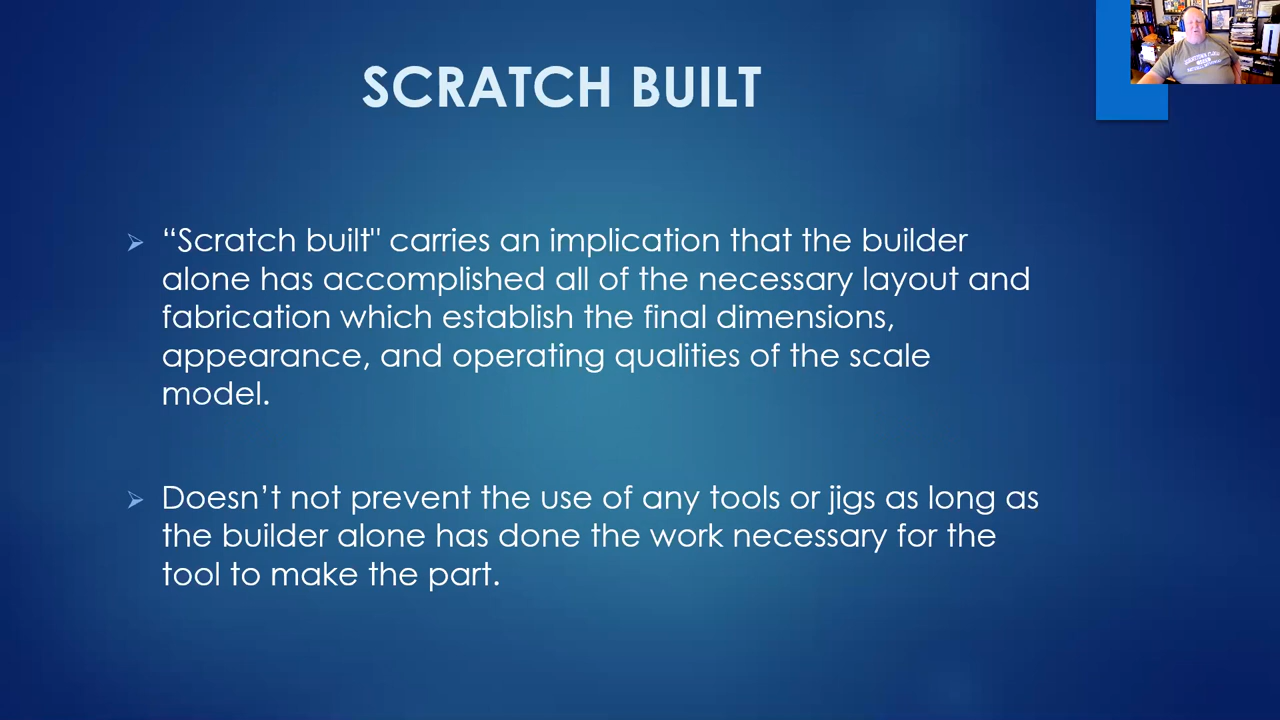 SCRATCH BUILT
“Scratch built" carries an implication that the builder
alone has accomplished all of the necessary layout and
fabrication which establish the final dimensions,
appearance, and operating qualities of the scale
model.
Doesn’t not prevent the use of any tools or jigs as long as
the builder alone has done the work necessary for the
tool to make the part.